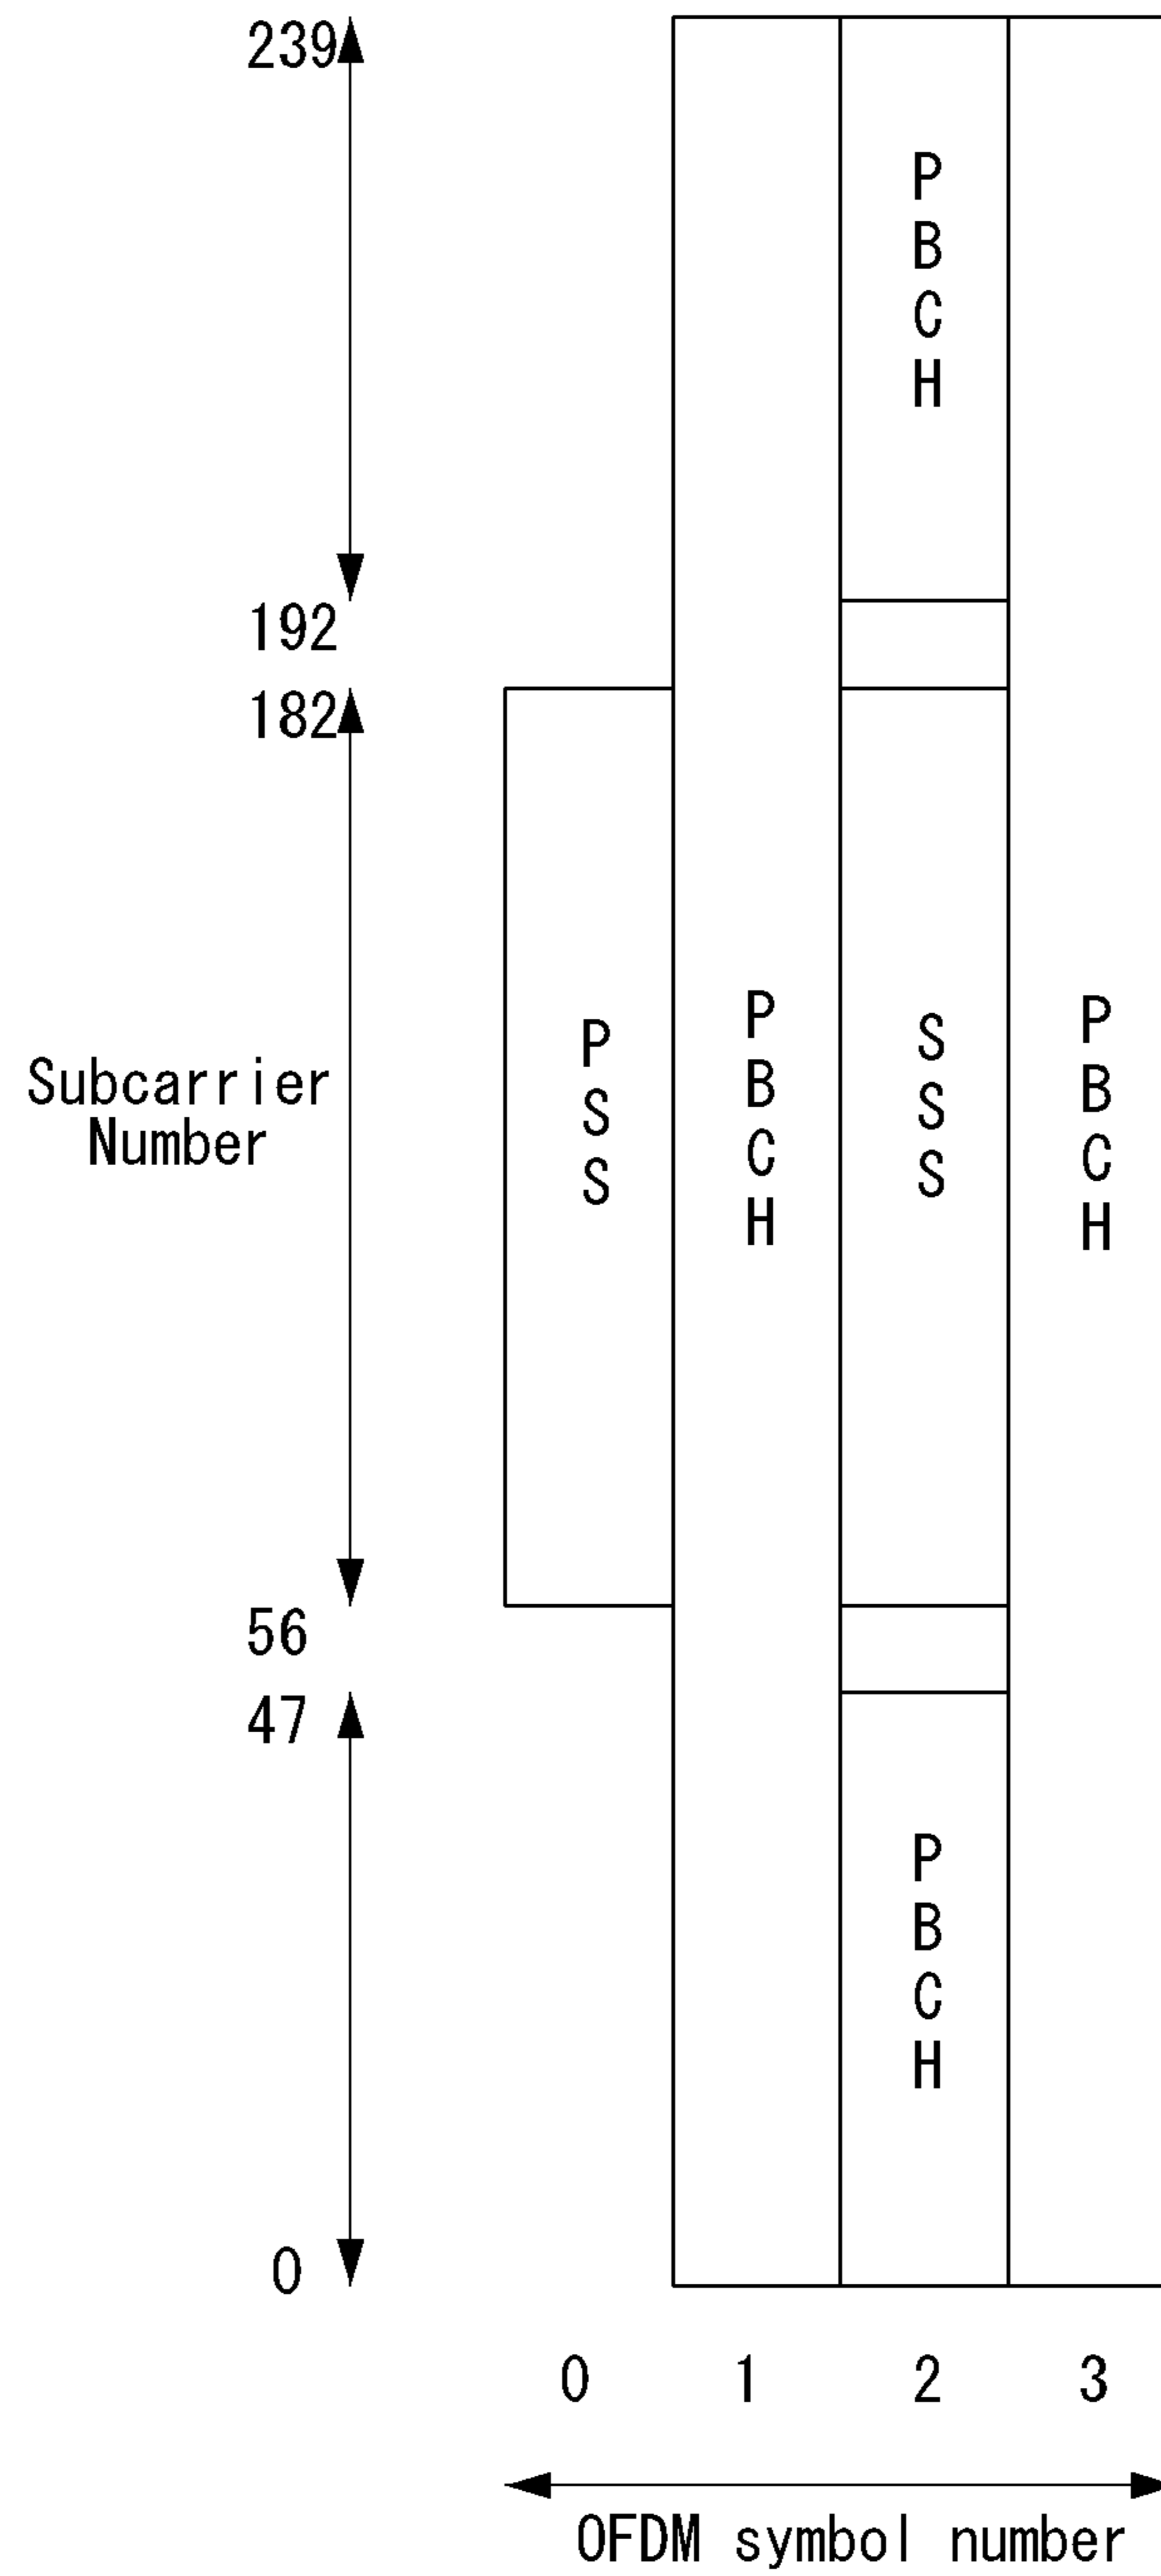 239
PBCH
192
182
PSS
PBCH
SSS
PBCH
Subcarrier
Number
56
47
PBCH
0
0 1 2 3
OFDM symbol number